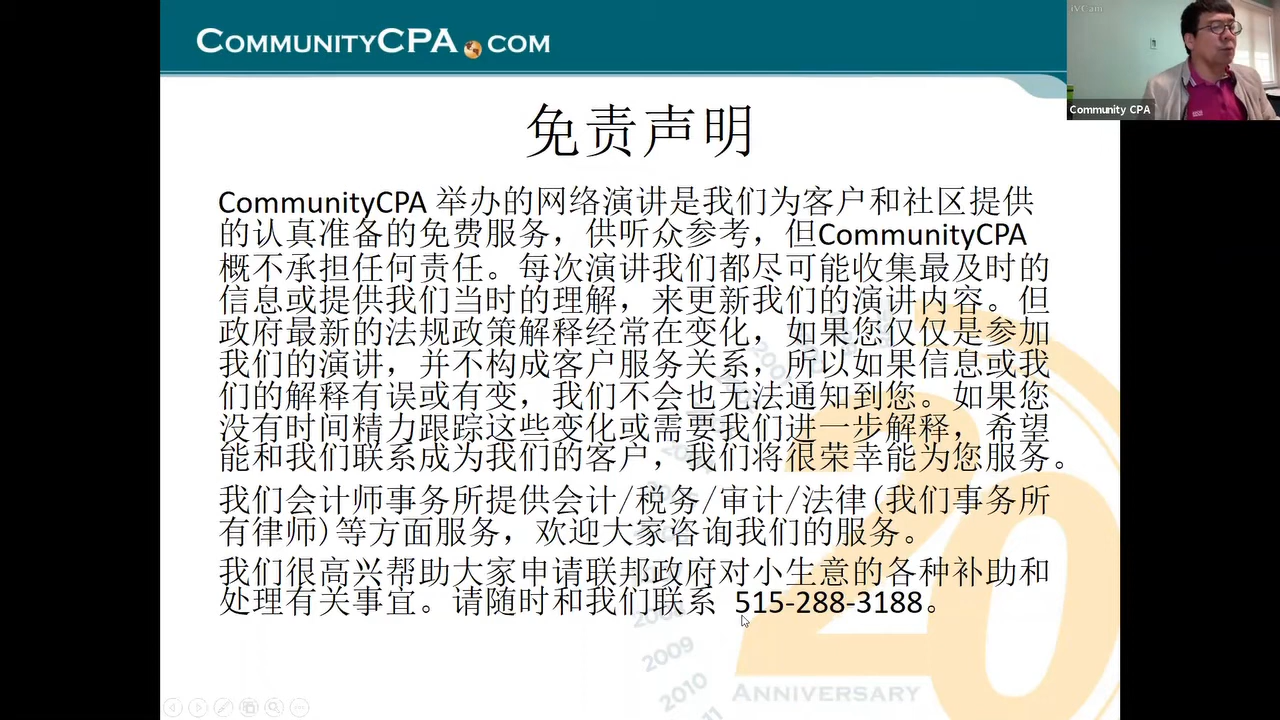 COMMUNITYCPA COM
iVCam
Community CPA
免责声明
CommunityCPA 举办的网络演讲是我们为客户和社区提供
的认真准备的免费服务，供听众参考，但CommunityCPA
概不承担任何责任。每次演讲我们都尽可能收集最及时的
信息或提供我们当时的理解，来更新我们的演讲内容。但
政府最新的法规政策解释经常在变化，如果您仅仅是参加
我们的演讲，并不构成客户服务关系，所以如果信息或我
们的解释有误或有变，我们不会也无法通知到您。如果您
没有时间精力跟踪这些变化或需要我们进一步解释，希望
能和我们联系成为我们的客户，我们将很荣幸能为您服务。
我们会计师事务所提供会计/税务/审计/法律(我们事务所
有律师)等方面服务，欢迎大家咨询我们的服务。
我们很高兴帮助大家申请联邦政府对小生意的各种补助和
处理有关事宜。请随时和我们联系 515-288-3188。
20
2009
2010
ANNIVERSARY